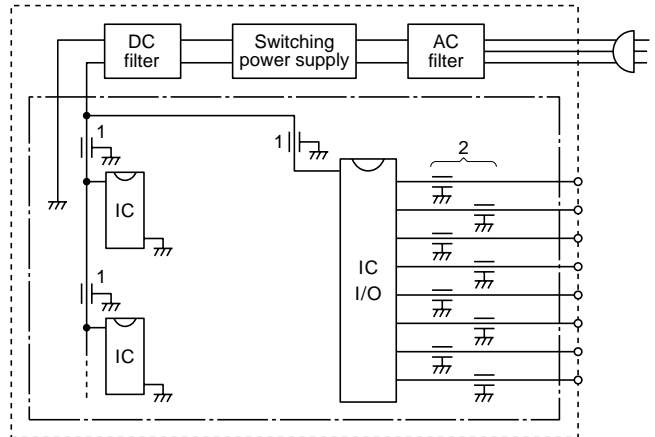 DC
filter
Switching
power supply
AC
filter
1
1
2
IC
IC
I/O
1
IC